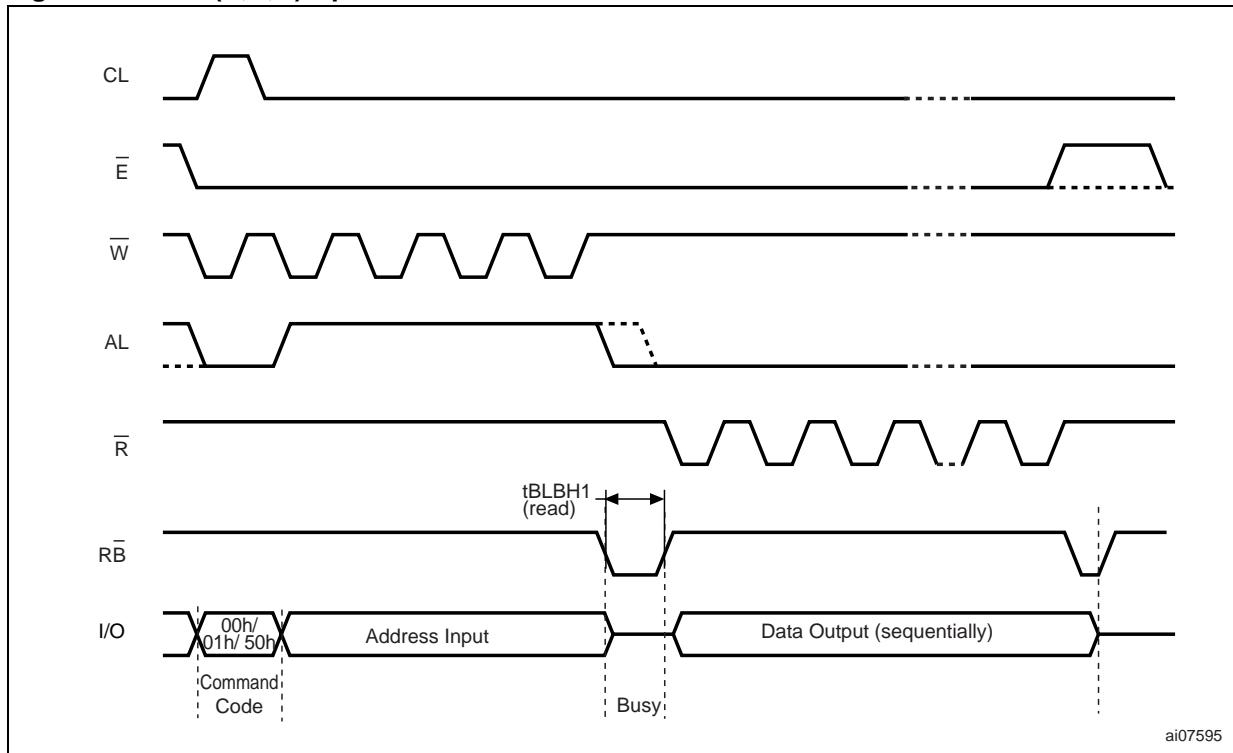 CL
E̅
W̅
AL
R̅
tBLBH1
(read)
RB̅
I/O
00h/
01h/ 50h
Address Input
Data Output (sequentially)
Command
Code
Busy
ai07595